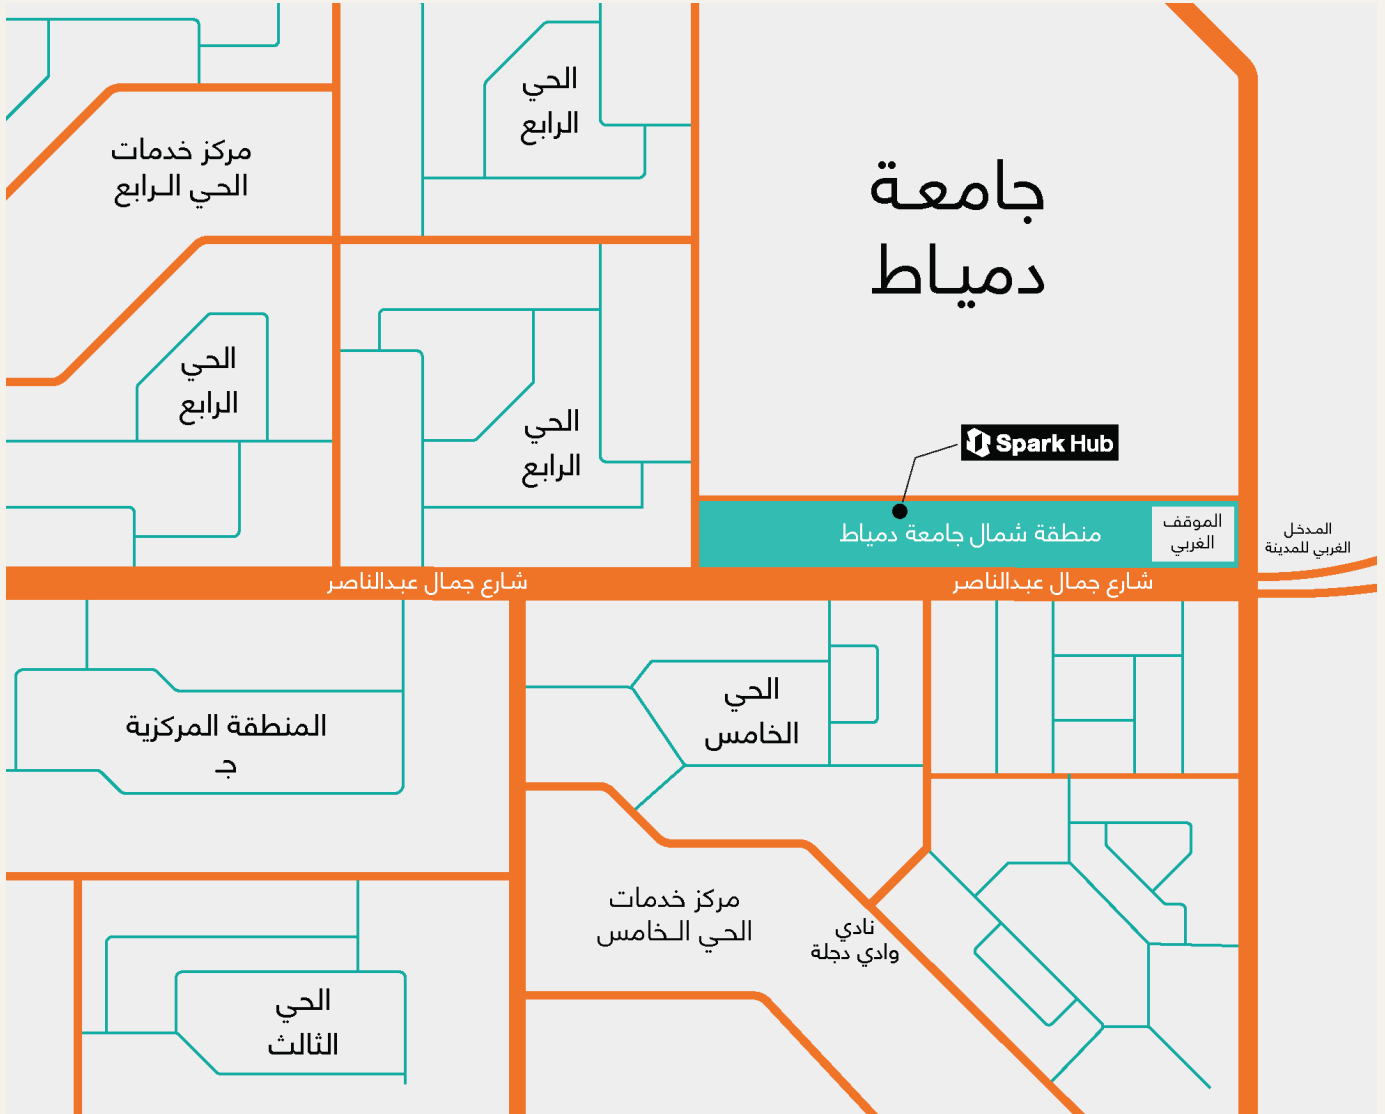 الحي
الرابع
مركز خدمات
الحي الـرابع
جامعة
دمياط
الحي
الرابع
الحي
الرابع
Spark Hub
الموقف
الغربي
منطقة شمال جامعة دمياط
المدخل
الغربي للمدينة
شارع جمال عبدالناصر
شارع جمال عبدالناصر
الحي
الخامس
المنطقة المركزية
جـ
مركز خدمات
الحي الـخامس
نادي
وادي دجلة
الحي
الثالث